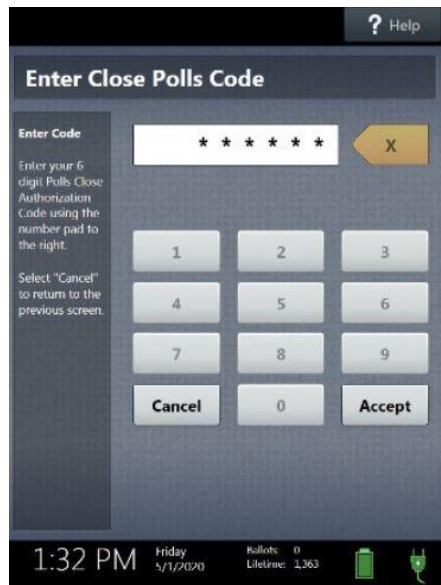 ? Help
Enter Close Polls Code
Enter Code
Enter your 6
digit Polls Close
Authorization
Code using the
number pad to
the right.
Select "Cancel"
to return to the
previous screen.
* * * * * *
X
1 2 3
4 5 6
7 8 9
Cancel 0 Accept
1:32 PM
Friday
5/1/2020
Ballots: 0
Lifetime: 1,363